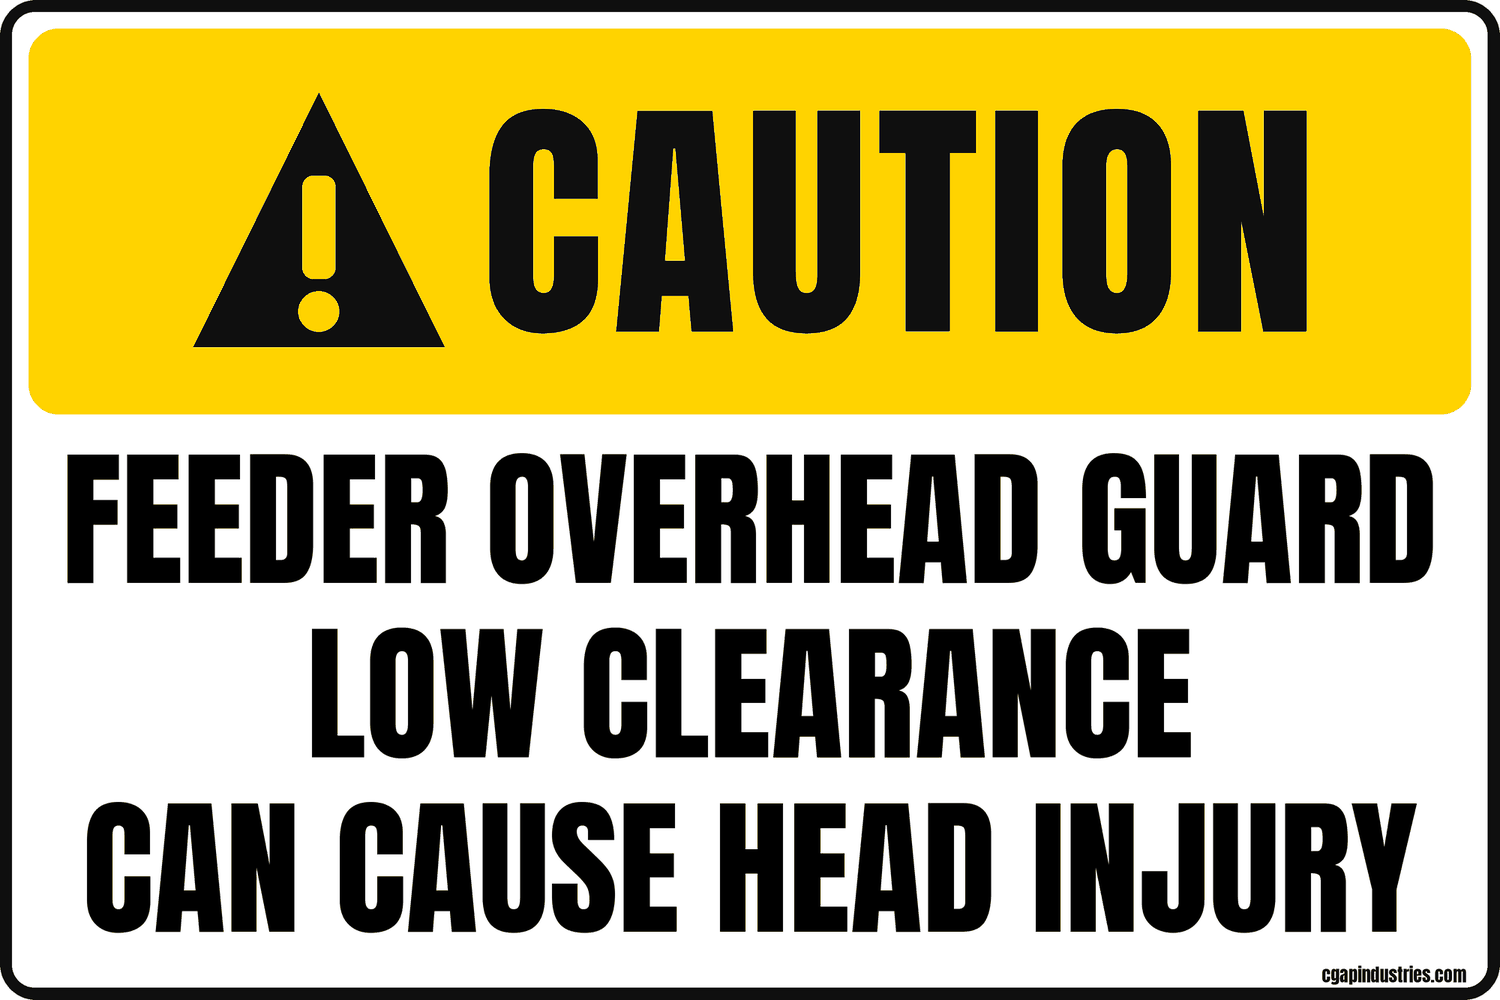 CAUTION
FEEDER OVERHEAD GUARD
LOW CLEARANCE
CAN CAUSE HEAD INJURY
cgapindustries.com